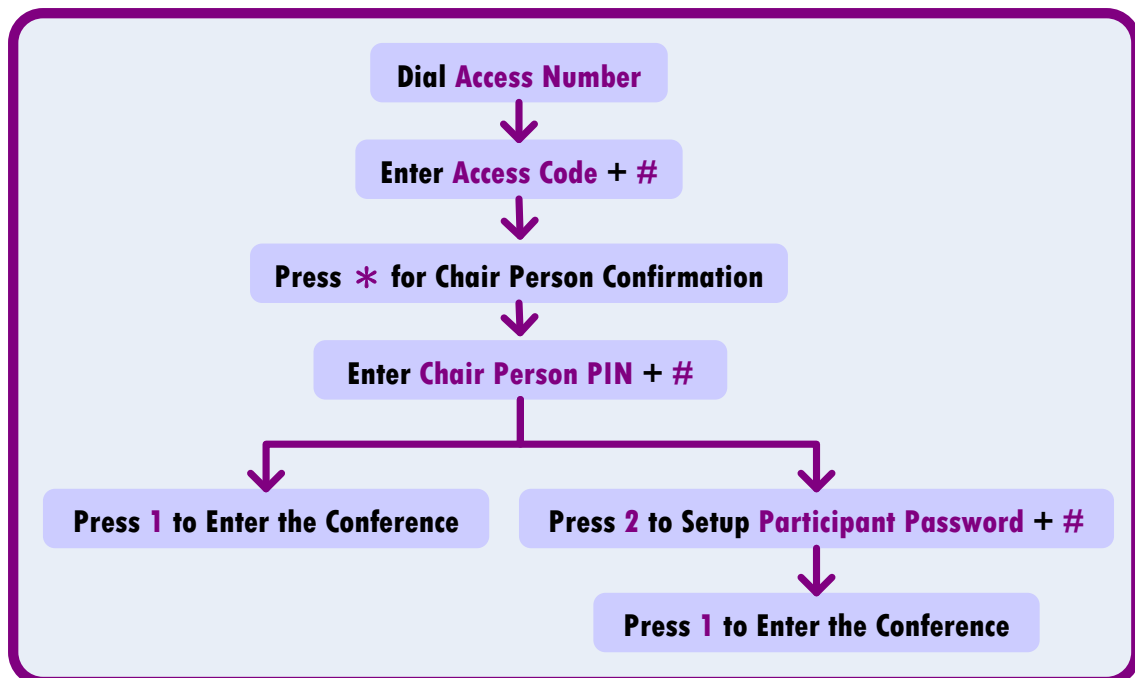 Dial Access Number
Enter Access Code + #
Press * for Chair Person Confirmation
Enter Chair Person PIN + #
Press 1 to Enter the Conference
Press 2 to Setup Participant Password + #
Press 1 to Enter the Conference